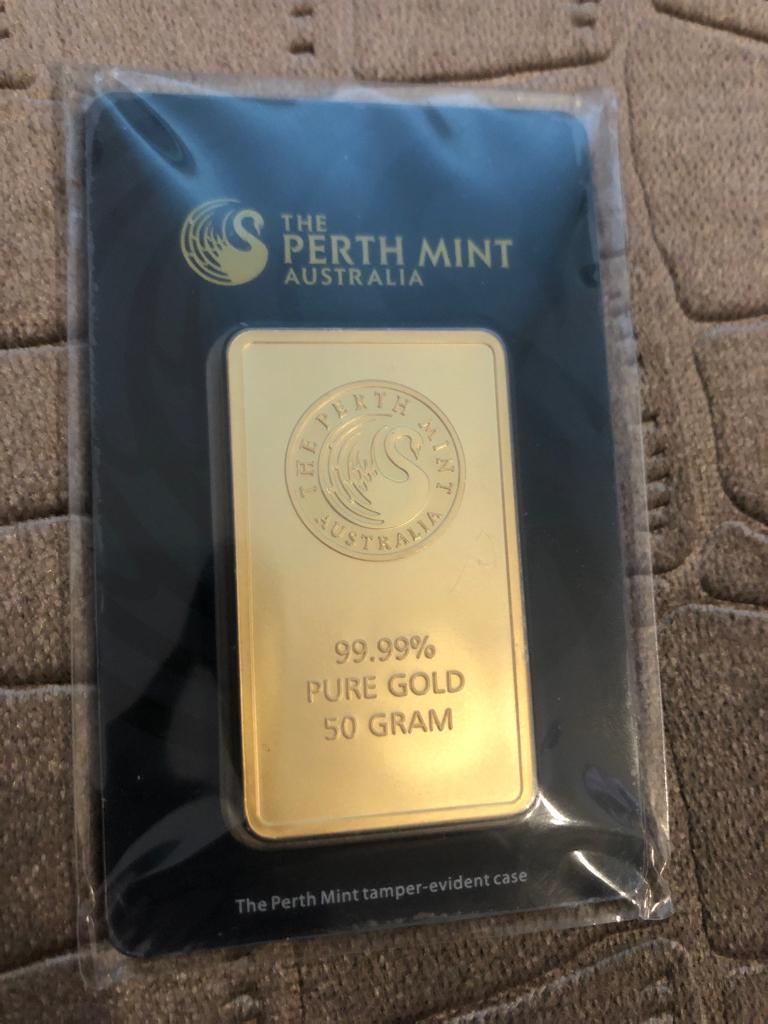 THE
PERTH MINT
AUSTRALIA
THE PERTH MINT
AUSTRALIA
99.99%
PURE GOLD
50 GRAM
The Perth Mint tamper-evident case